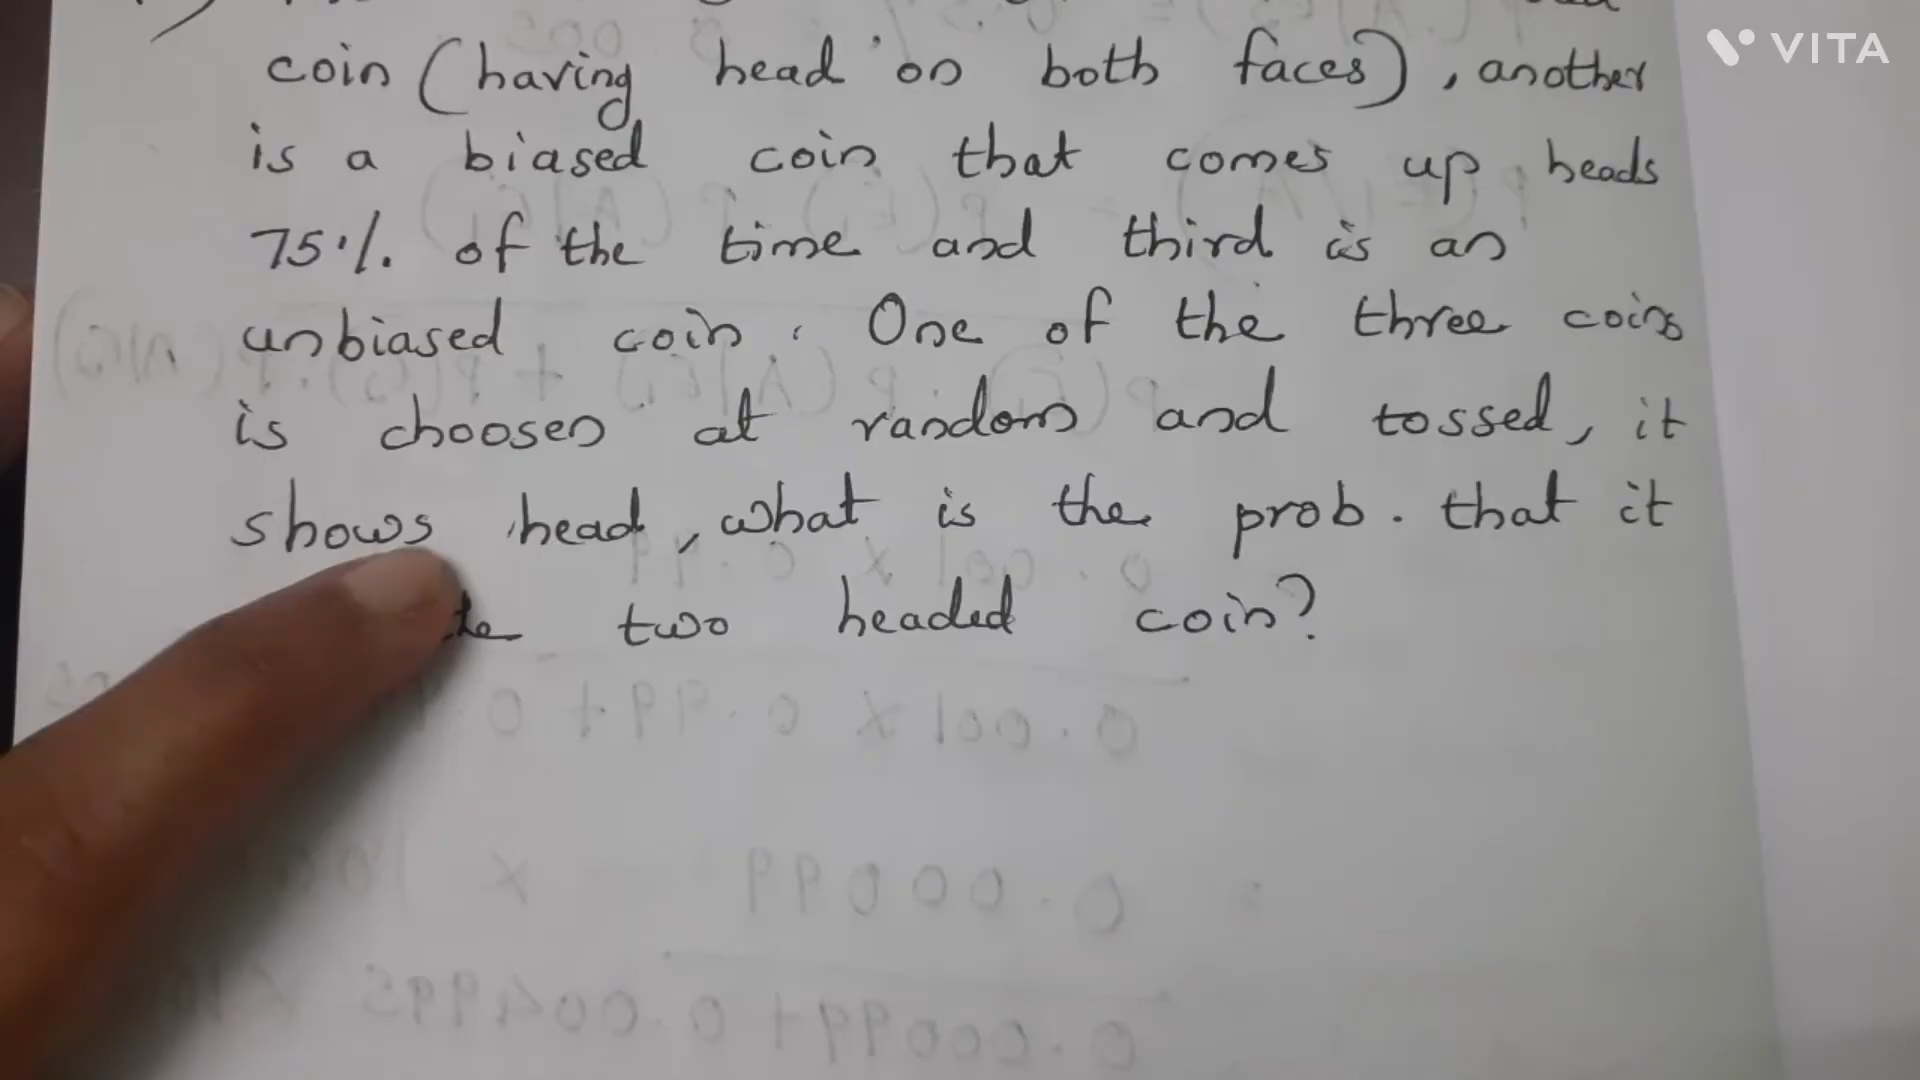 VITA
coin (having head on both faces), another
is a biased coin that comes up heads
75%. of the time and third is an
unbiased coin. One of the three coins
is choosen at random and tossed, it
shows head, what is the prob. that it
the two headed coin?